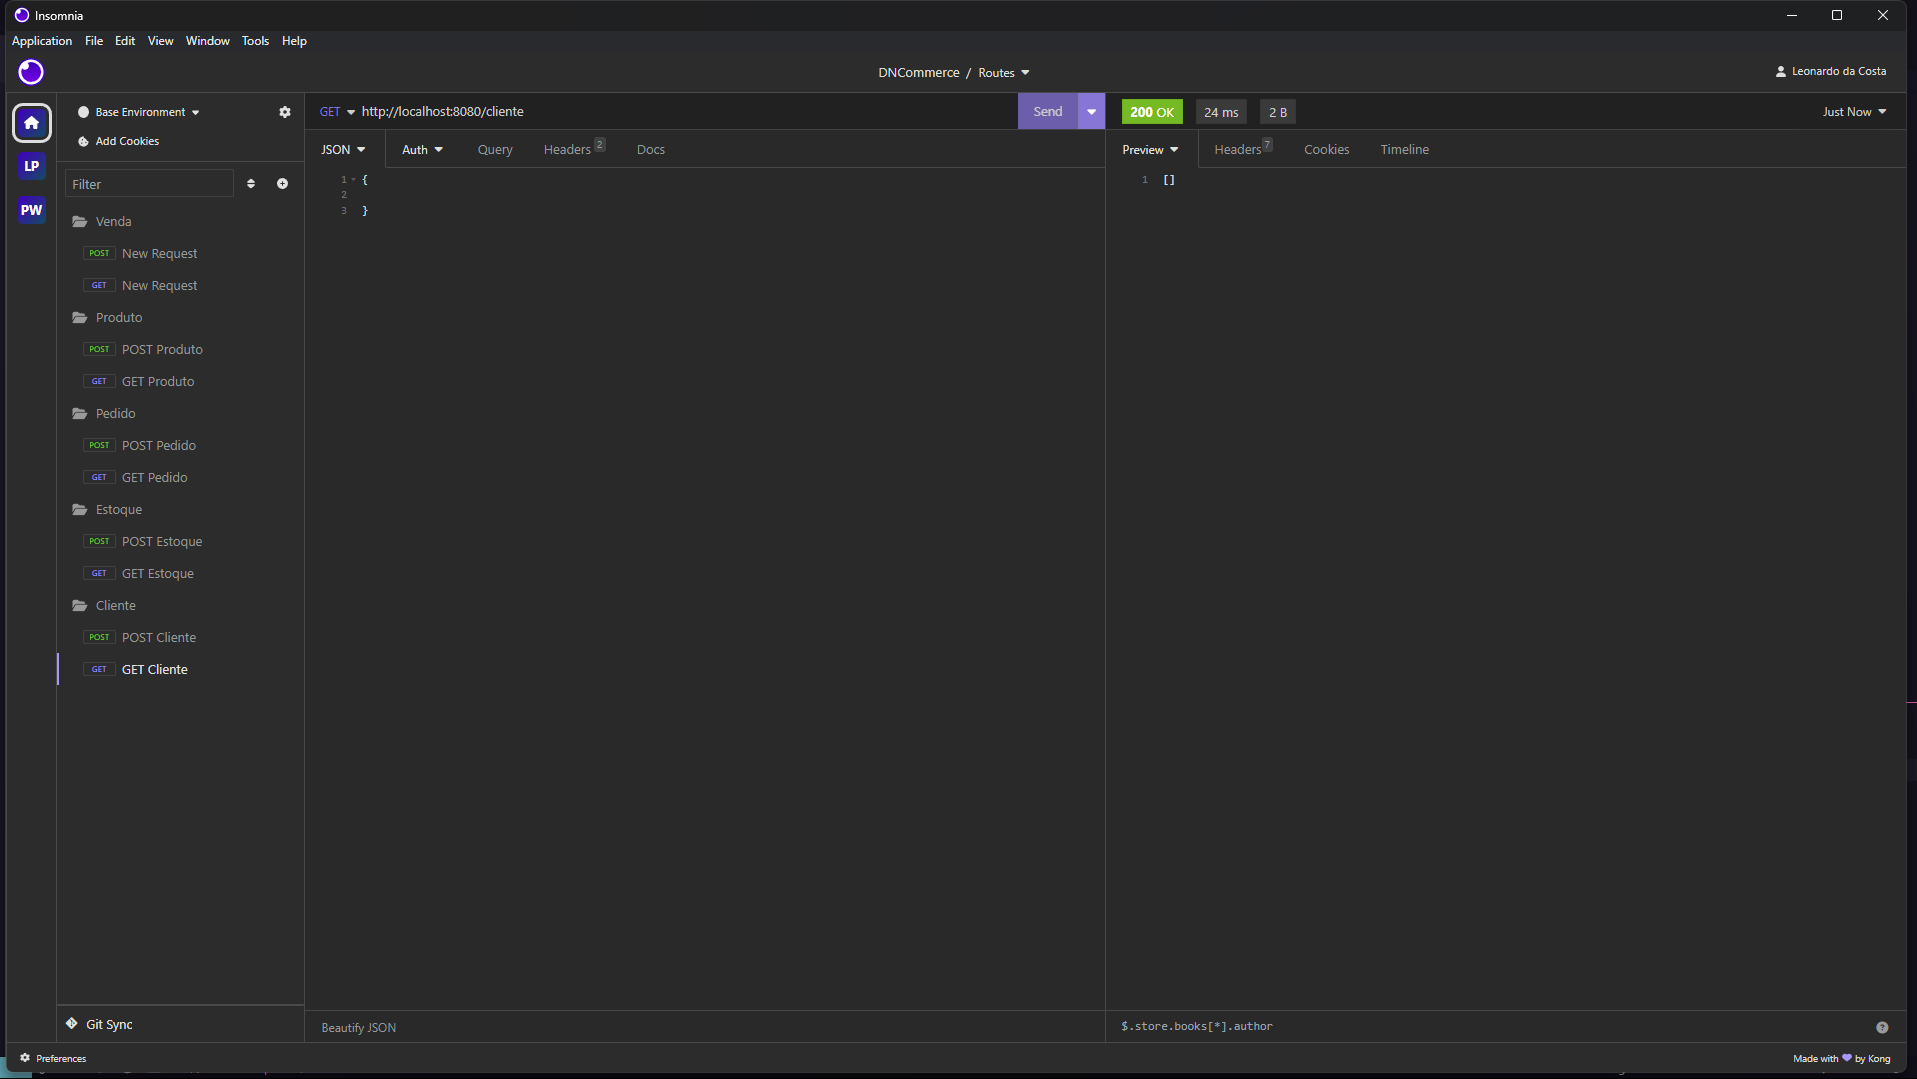 Insomnia
Application File Edit View Window Tools Help
DNCommerce / Routes
Leonardo da Costa
LP
PW
Base Environment
Add Cookies
Filter
Venda
POST New Request
GET New Request
Produto
POST POST Produto
GET GET Produto
Pedido
POST POST Pedido
GET GET Pedido
Estoque
POST POST Estoque
GET GET Estoque
Cliente
POST POST Cliente
GET GET Cliente
Git Sync
GET http://localhost:8080/cliente Send
JSON Auth Query Headers 2 Docs
1 {
2
3 }
Beautify JSON
200 OK 24 ms 2 B Just Now
Preview Headers 7 Cookies Timeline
1 []
$.store.books[*].author
Preferences
Made with 💜 by Kong